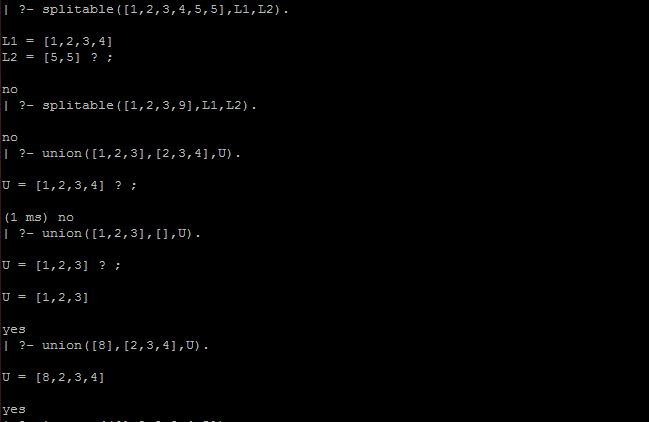 | ?- splitable([1,2,3,4,5,5],L1,L2).
L1 = [1,2,3,4]
L2 = [5,5] ? ;
no
| ?- splitable([1,2,3,9],L1,L2).
no
| ?- union([1,2,3],[2,3,4],U).
U = [1,2,3,4] ? ;
(1 ms) no
| ?- union([1,2,3],[],U).
U = [1,2,3] ? ;
U = [1,2,3]
yes
| ?- union([8],[2,3,4],U).
U = [8,2,3,4]
yes